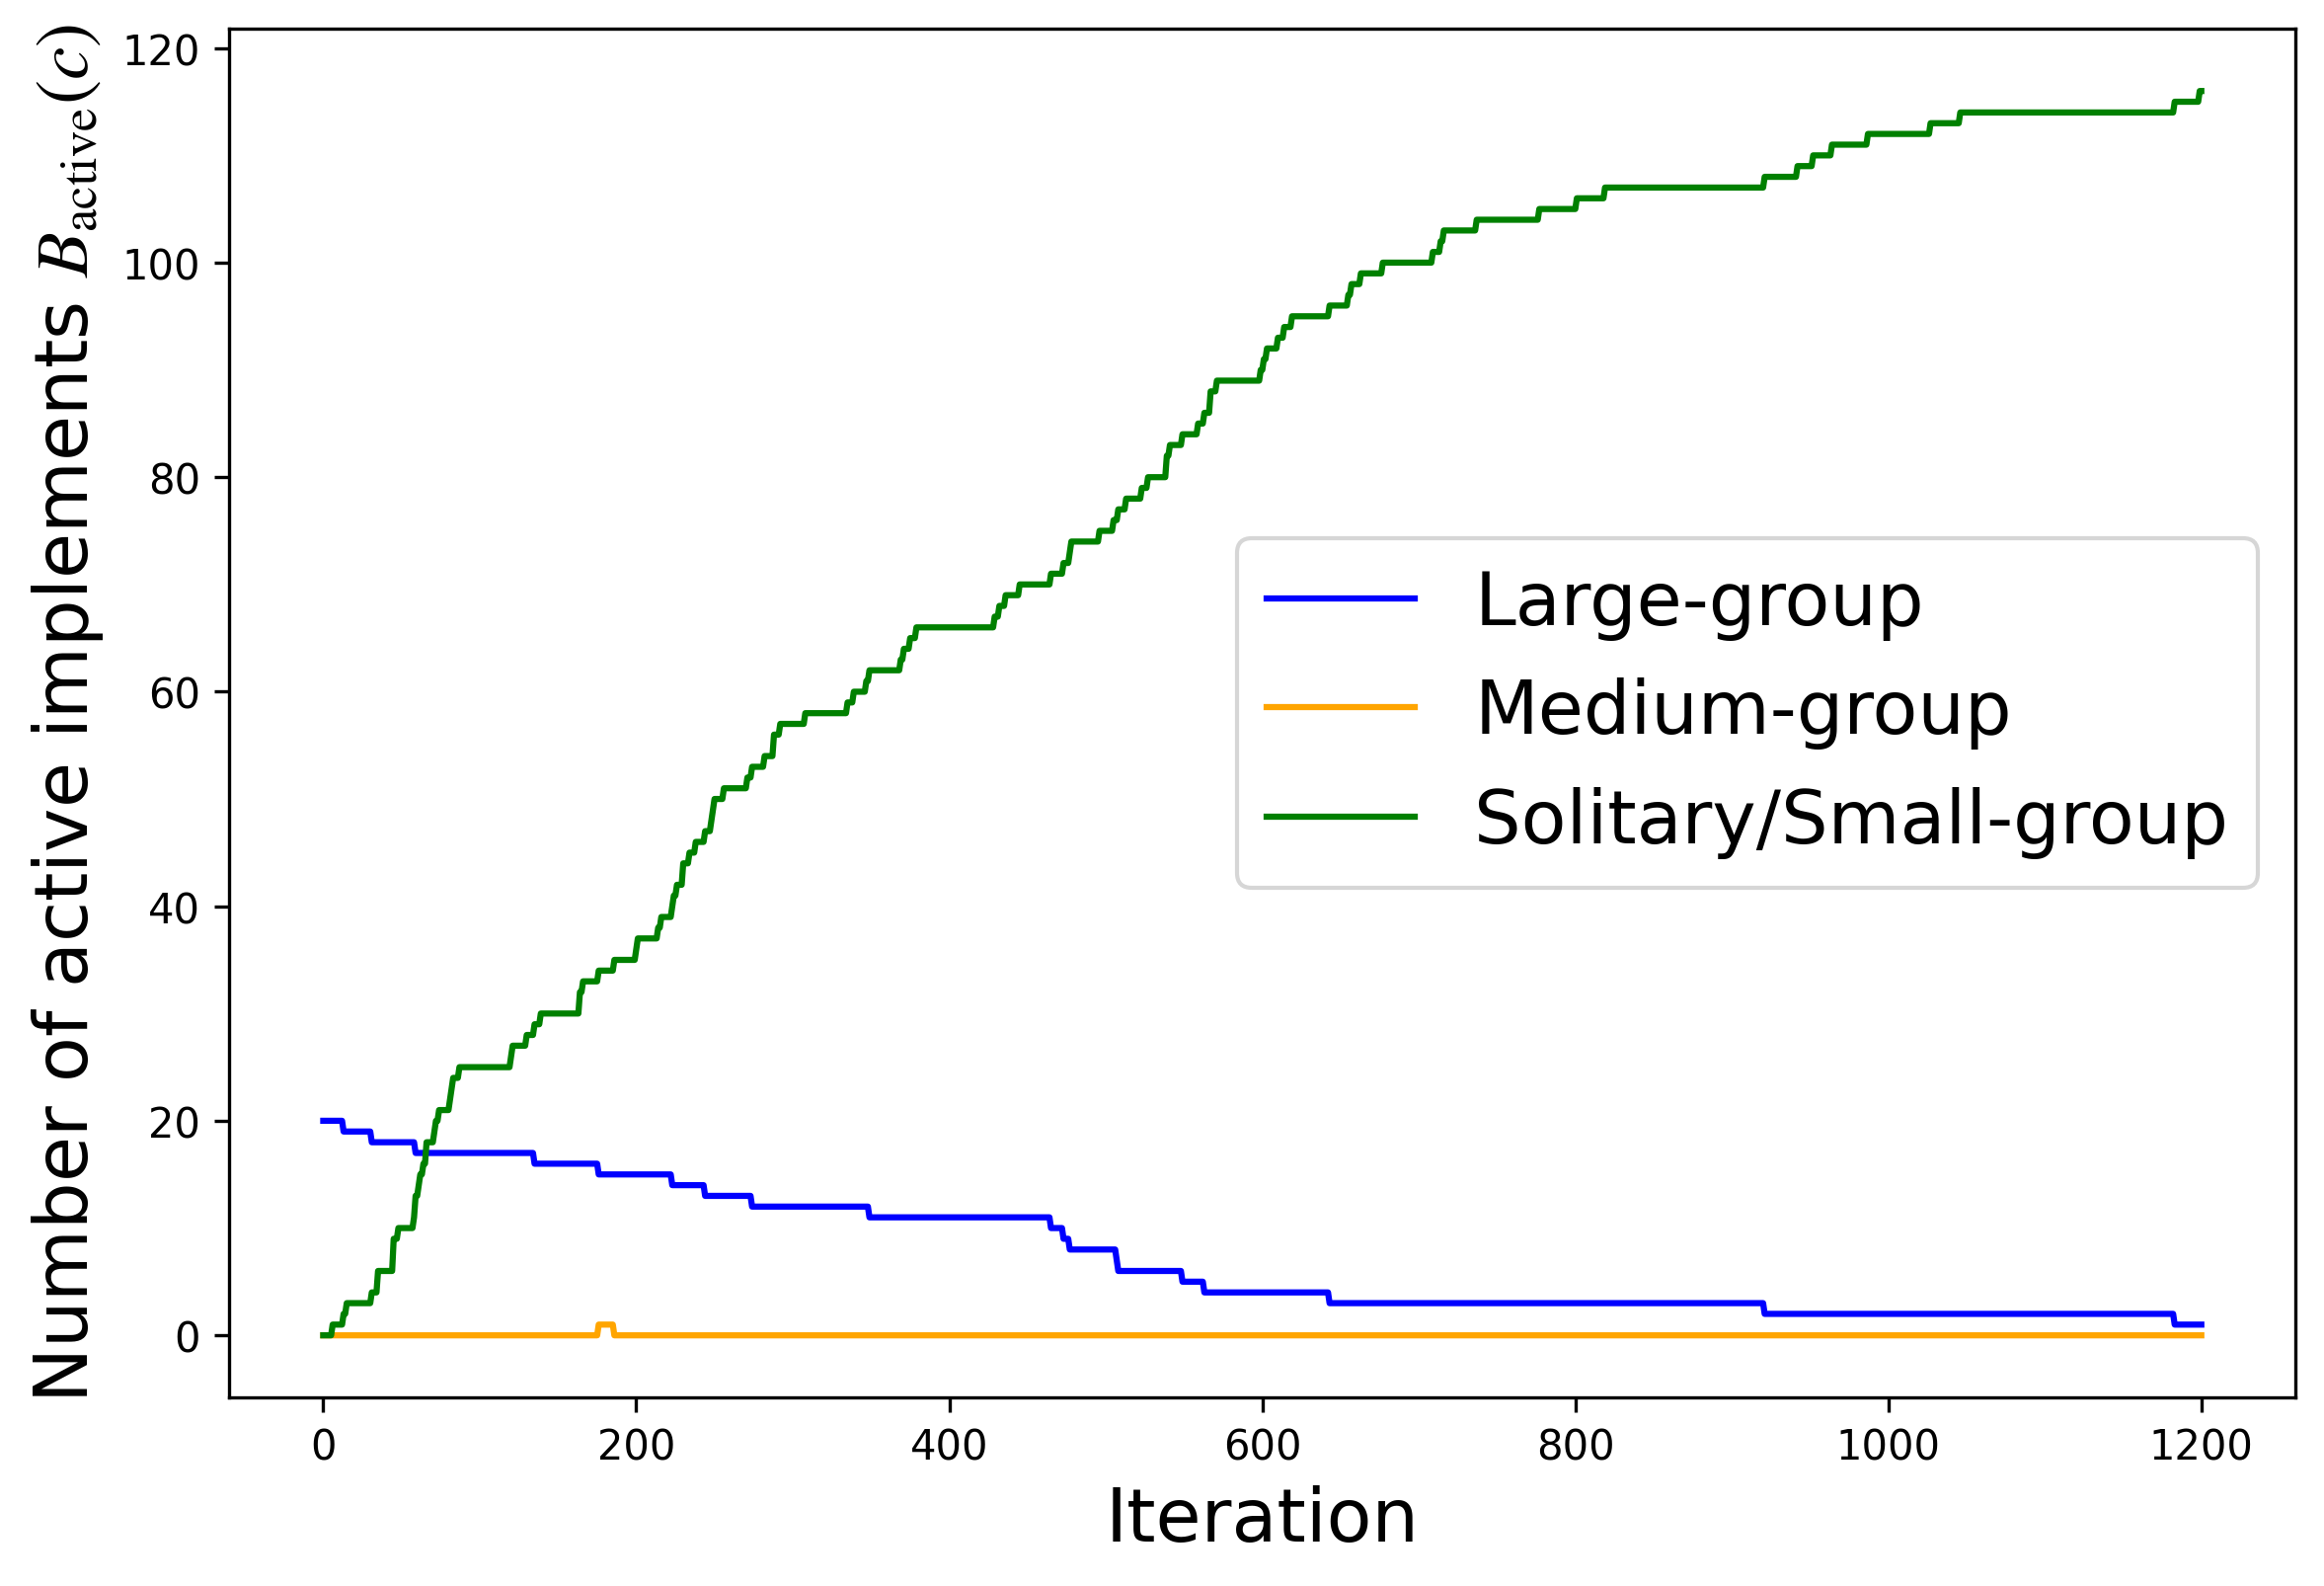 Number of active implements B_active(c)
120
100
80
60
40
20
0
Large-group
Medium-group
Solitary/Small-group
0 200 400 600 800 1000 1200
Iteration